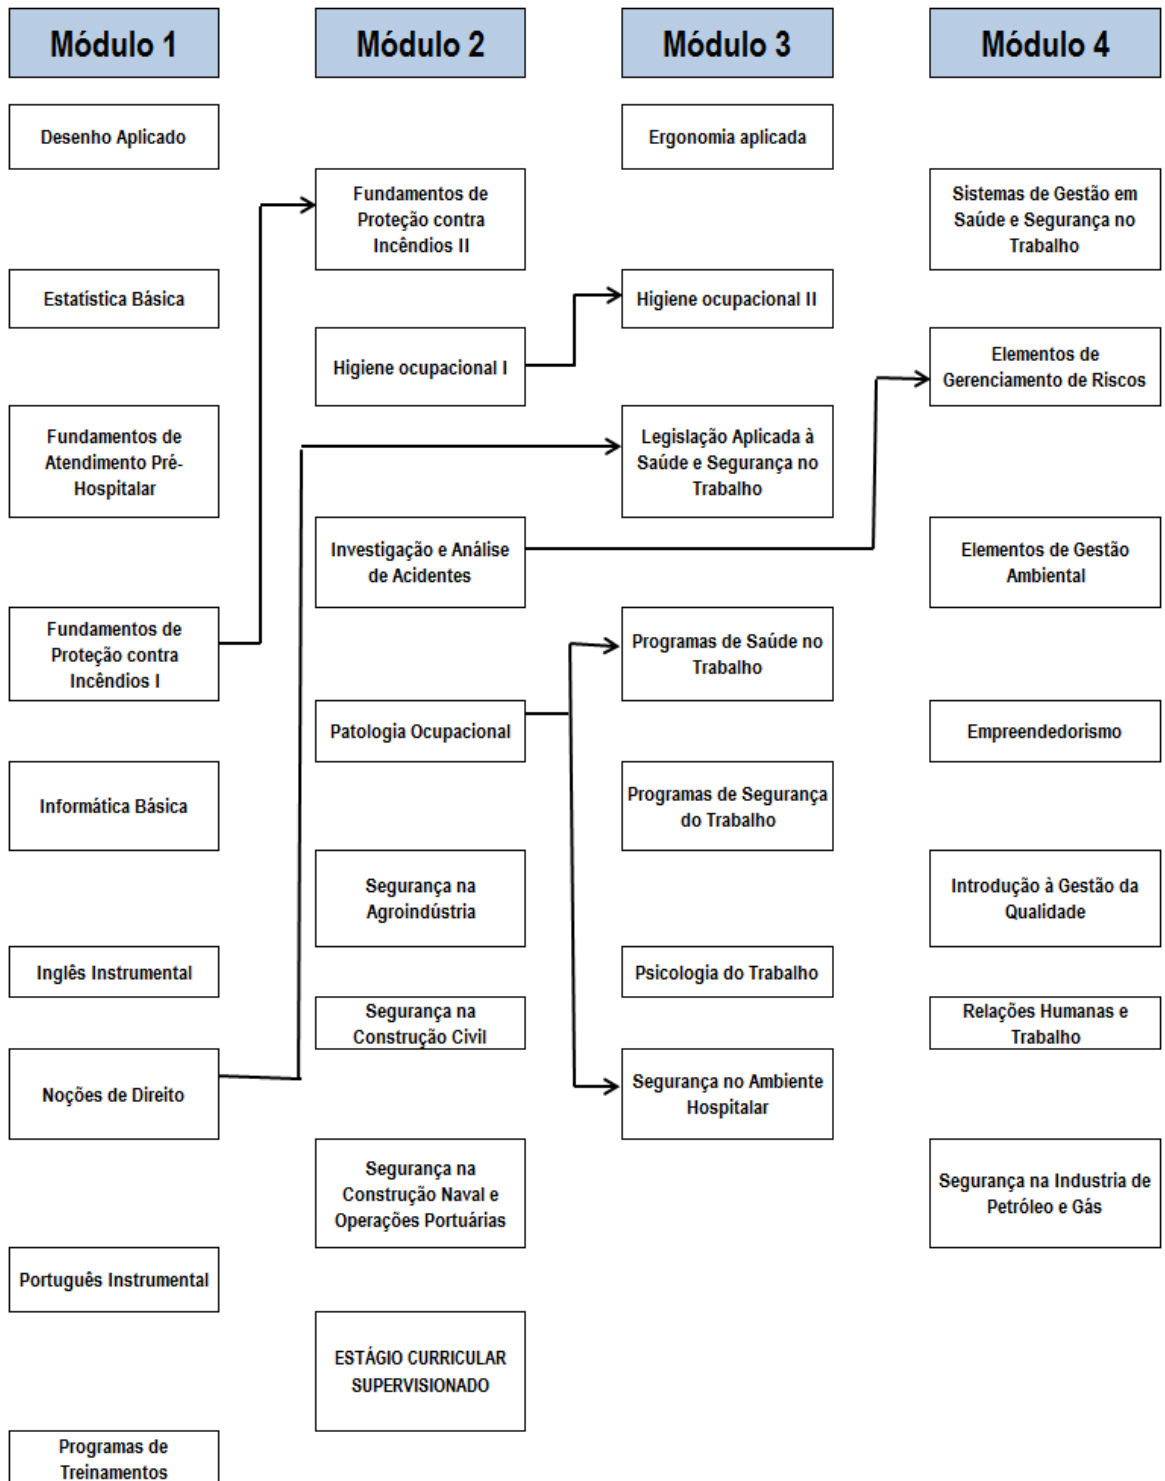 Módulo 1
Módulo 2
Módulo 3
Módulo 4
Desenho Aplicado
Estatística Básica
Fundamentos de
Atendimento Pré-
Hospitalar
Fundamentos de
Proteção contra
Incêndios I
Informática Básica
Inglês Instrumental
Noções de Direito
Português Instrumental
Programas de
Treinamentos
Fundamentos de
Proteção contra
Incêndios II
Higiene ocupacional I
Investigação e Análise
de Acidentes
Patologia Ocupacional
Segurança na
Agroindústria
Segurança na
Construção Civil
Segurança na
Construção Naval e
Operações Portuárias
ESTÁGIO CURRICULAR
SUPERVISIONADO
Ergonomia aplicada
Higiene ocupacional II
Legislação Aplicada à
Saúde e Segurança no
Trabalho
Programas de Saúde no
Trabalho
Programas de Segurança
do Trabalho
Psicologia do Trabalho
Segurança no Ambiente
Hospitalar
Sistemas de Gestão em
Saúde e Segurança no
Trabalho
Elementos de
Gerenciamento de Riscos
Elementos de Gestão
Ambiental
Empreendedorismo
Introdução à Gestão da
Qualidade
Relações Humanas e
Trabalho
Segurança na Industria de
Petróleo e Gás